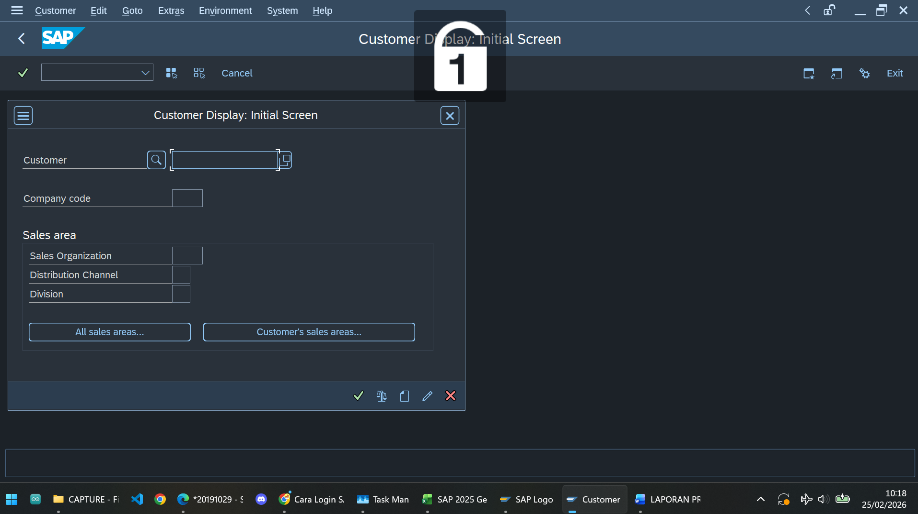 Customer Edit Goto Extras Environment System Help
SAP
Customer Display: Initial Screen
1
Cancel
Exit
Customer Display: Initial Screen
Customer
Company code
Sales area
Sales Organization
Distribution Channel
Division
All sales areas...
Customer's sales areas...
CAPTURE - Fi
*20191029 - S
Cara Login S.
Task Man
SAP 2025 Ge
SAP Logo
Customer
LAPORAN PF
10:18
25/02/2026